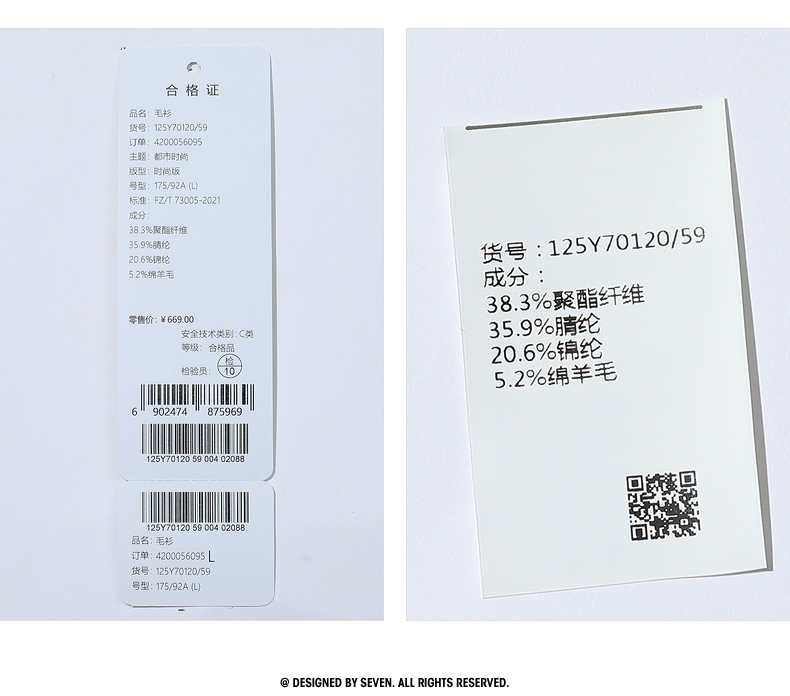 合格证
品名：毛衫
货号：125Y70120/59
订单：4200056095
主题：都市时尚
版型：时尚版
号型：175/92A (L)
标准：FZ/T 73005-2021
成分：
38.3%聚酯纤维
35.9%腈纶
20.6%锦纶
5.2%绵羊毛
零售价：¥669.00
安全技术类别：C类
等级：合格品
检验员：检10
6 902474 875969
125Y70120 59 004 02088
125Y70120 59 004 02088
品名：毛衫
订单：4200056095 L
货号：125Y70120/59
号型：175/92A (L)
货号：125Y70120/59
成分：
38.3%聚酯纤维
35.9%腈纶
20.6%锦纶
5.2%绵羊毛
@ DESIGNED BY SEVEN. ALL RIGHTS RESERVED.